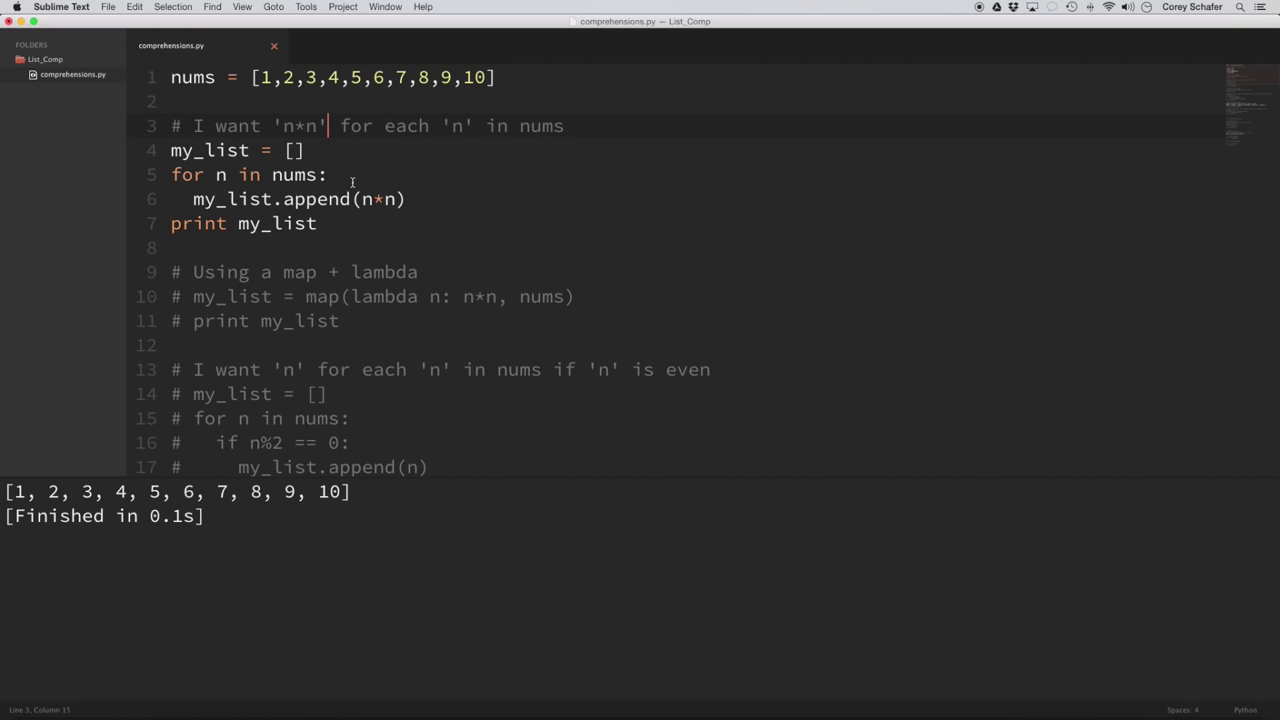 Sublime Text File Edit Selection Find View Goto Tools Project Window Help Corey Schafer
comprehensions.py — List_Comp
FOLDERS
List_Comp
comprehensions.py
comprehensions.py
1 nums = [1,2,3,4,5,6,7,8,9,10]
2
3 # I want 'n*n' for each 'n' in nums
4 my_list = []
5 for n in nums:
6 my_list.append(n*n)
7 print my_list
8
9 # Using a map + lambda
10 # my_list = map(lambda n: n*n, nums)
11 # print my_list
12
13 # I want 'n' for each 'n' in nums if 'n' is even
14 # my_list = []
15 # for n in nums:
16 # if n%2 == 0:
17 # my_list.append(n)
[1, 2, 3, 4, 5, 6, 7, 8, 9, 10]
[Finished in 0.1s]
Line 3, Column 15 Spaces: 4 Python